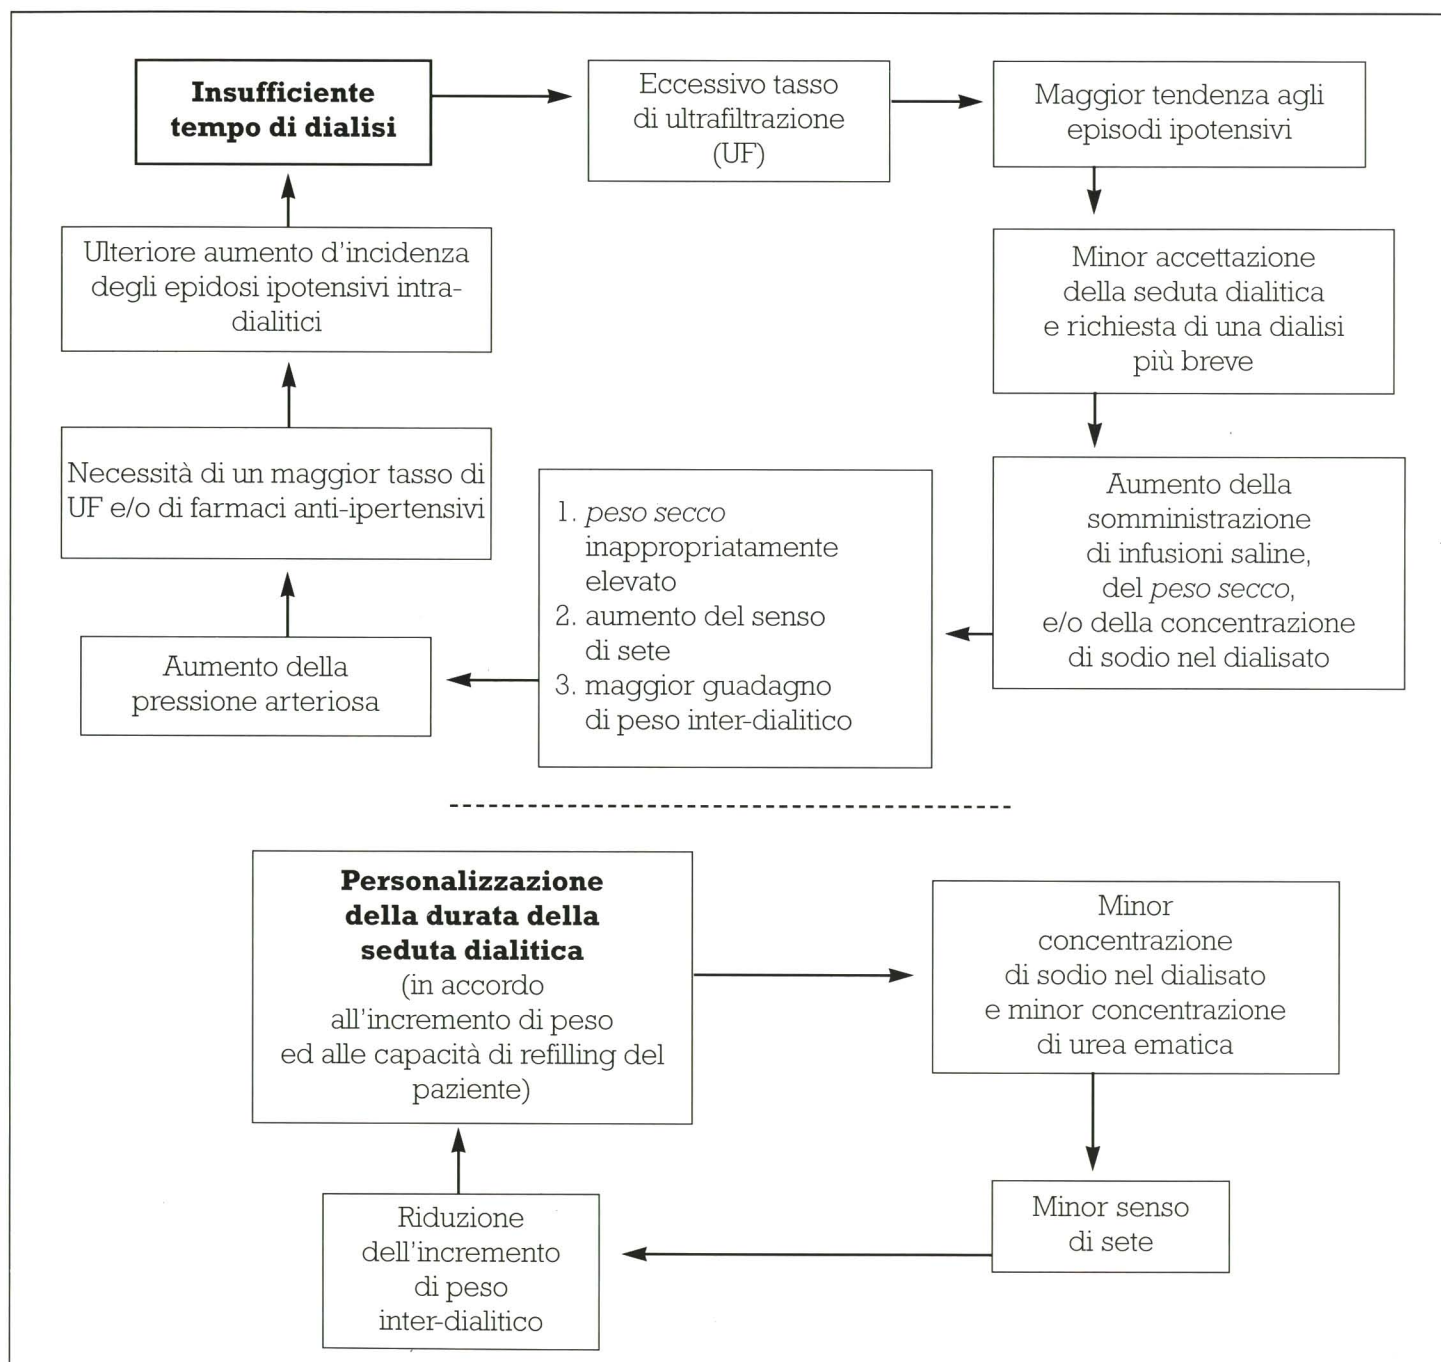 Insufficiente
tempo di dialisi
Eccessivo tasso
di ultrafiltrazione
(UF)
Maggior tendenza agli
episodi ipotensivi
Minor accettazione
della seduta dialitica
e richiesta di una dialisi
più breve
Aumento della
somministrazione
di infusioni saline,
del peso secco,
e/o della concentrazione
di sodio nel dialisato
1. peso secco
inappropriatamente
elevato
2. aumento del senso
di sete
3. maggior guadagno
di peso inter-dialitico
Aumento della
pressione arteriosa
Necessità di un maggior tasso di
UF e/o di farmaci anti-ipertensivi
Ulteriore aumento d'incidenza
degli epidosi ipotensivi intra-
dialitici
Personalizzazione
della durata della
seduta dialitica
(in accordo
all'incremento di peso
ed alle capacità di refilling del
paziente)
Minor
concentrazione
di sodio nel dialisato
e minor concentrazione
di urea ematica
Minor senso
di sete
Riduzione
dell'incremento
di peso
inter-dialitico